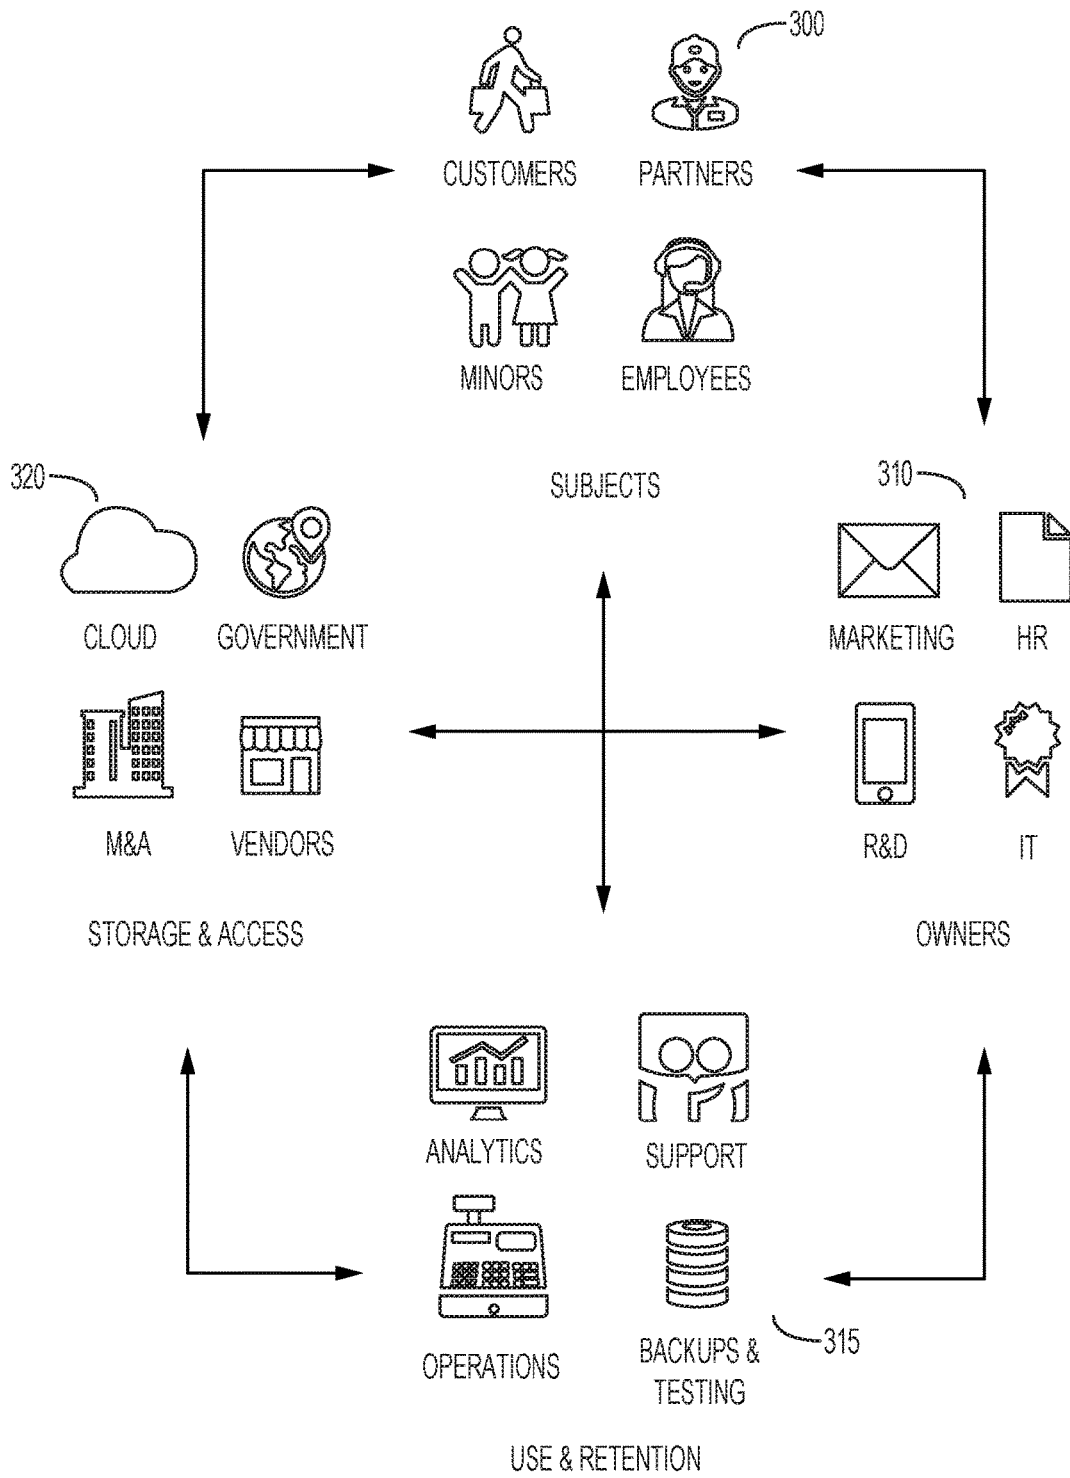 300
CUSTOMERS
PARTNERS
MINORS
EMPLOYEES
SUBJECTS
320
CLOUD
GOVERNMENT
M&A
VENDORS
STORAGE & ACCESS
310
MARKETING
HR
R&D
IT
OWNERS
ANALYTICS
SUPPORT
OPERATIONS
BACKUPS &
TESTING
315
USE & RETENTION